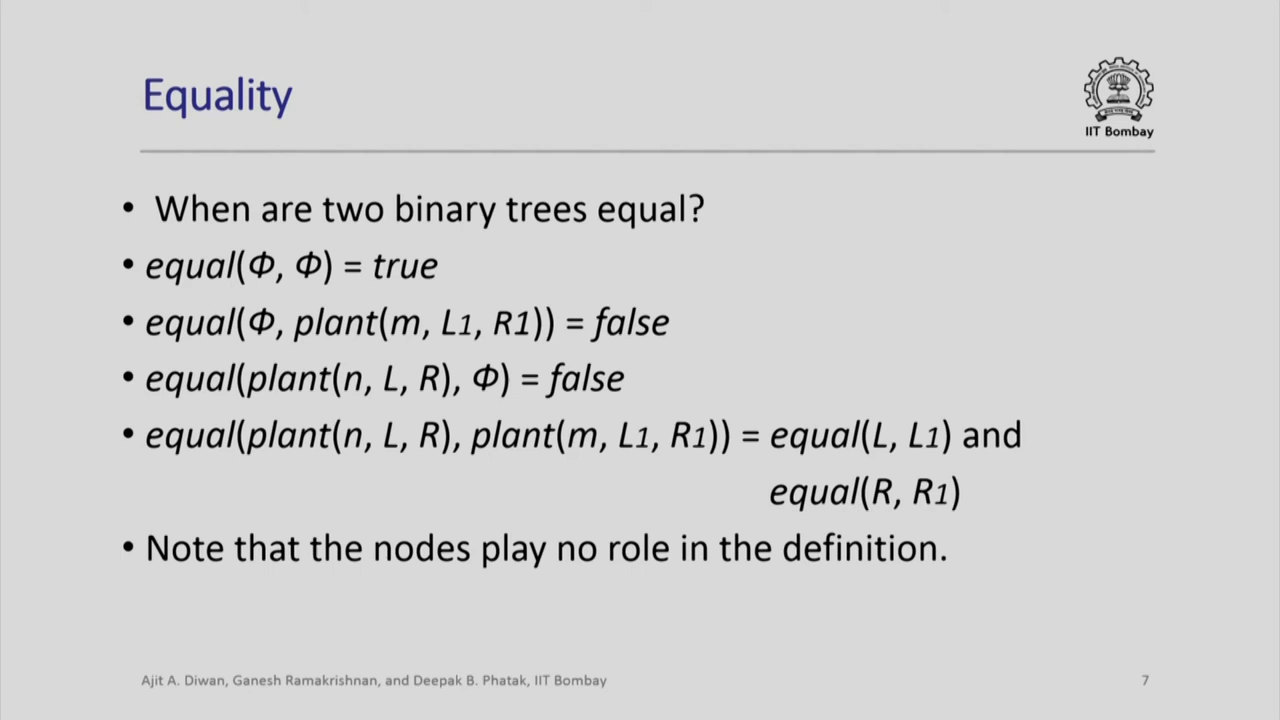 Equality
IIT Bombay
• When are two binary trees equal?
• equal(Φ, Φ) = true
• equal(Φ, plant(m, L1, R1)) = false
• equal(plant(n, L, R), Φ) = false
• equal(plant(n, L, R), plant(m, L1, R1)) = equal(L, L1) and
equal(R, R1)
• Note that the nodes play no role in the definition.
Ajit A. Diwan, Ganesh Ramakrishnan, and Deepak B. Phatak, IIT Bombay
7